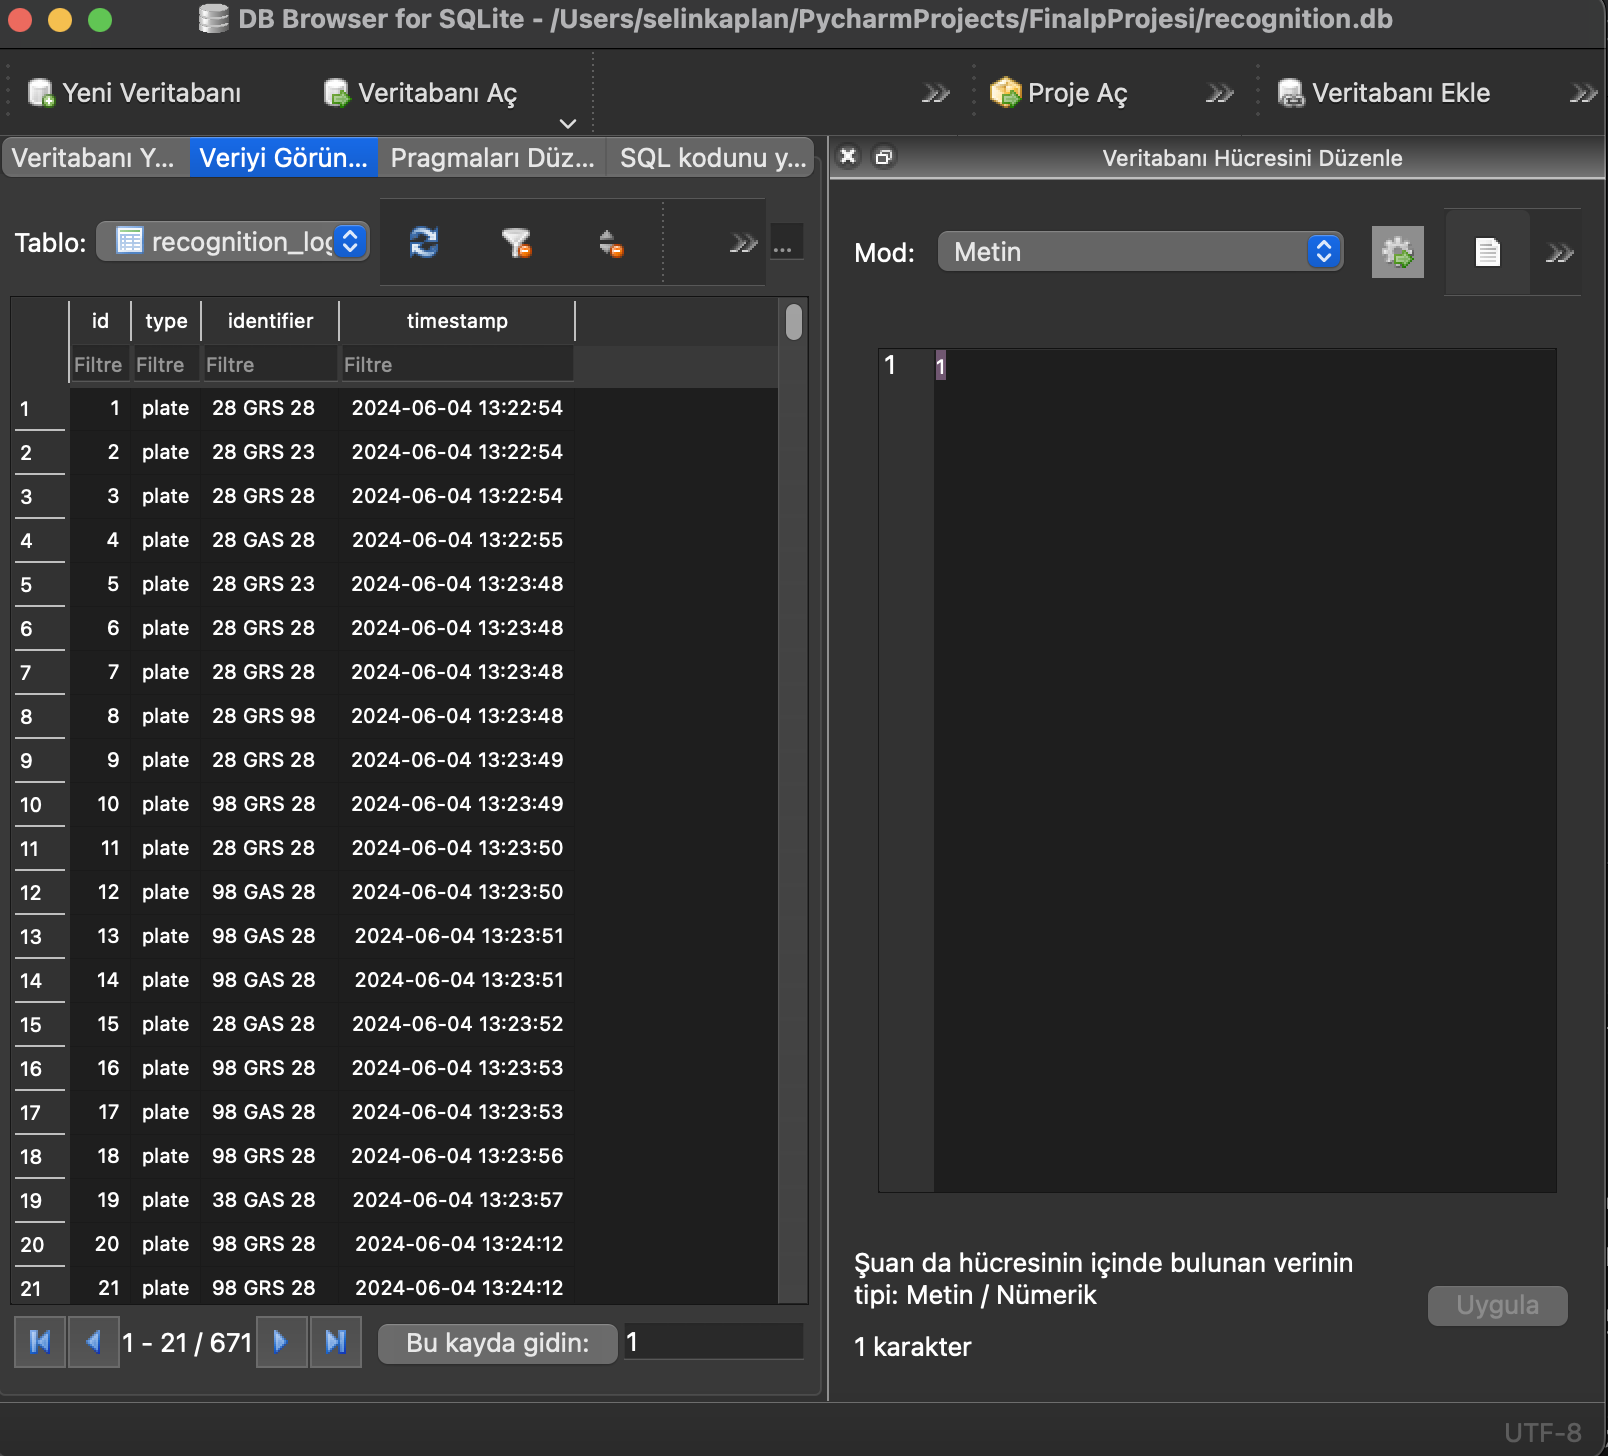 DB Browser for SQLite - /Users/selinkaplan/PycharmProjects/FinalpProjesi/recognition.db
Yeni Veritabanı Veritabanı Aç Proje Aç Veritabanı Ekle
Veritabanı Y... Veriyi Görün... Pragmaları Düz... SQL kodunu y...
Tablo: recognition_log ...
id type identifier timestamp
Filtre Filtre Filtre Filtre
1 1 plate 28 GRS 28 2024-06-04 13:22:54
2 2 plate 28 GRS 23 2024-06-04 13:22:54
3 3 plate 28 GRS 28 2024-06-04 13:22:54
4 4 plate 28 GAS 28 2024-06-04 13:22:55
5 5 plate 28 GRS 23 2024-06-04 13:23:48
6 6 plate 28 GRS 28 2024-06-04 13:23:48
7 7 plate 28 GRS 28 2024-06-04 13:23:48
8 8 plate 28 GRS 98 2024-06-04 13:23:48
9 9 plate 28 GRS 28 2024-06-04 13:23:49
10 10 plate 98 GRS 28 2024-06-04 13:23:49
11 11 plate 28 GRS 28 2024-06-04 13:23:50
12 12 plate 98 GAS 28 2024-06-04 13:23:50
13 13 plate 98 GAS 28 2024-06-04 13:23:51
14 14 plate 98 GAS 28 2024-06-04 13:23:51
15 15 plate 28 GAS 28 2024-06-04 13:23:52
16 16 plate 98 GRS 28 2024-06-04 13:23:53
17 17 plate 98 GAS 28 2024-06-04 13:23:53
18 18 plate 98 GRS 28 2024-06-04 13:23:56
19 19 plate 38 GAS 28 2024-06-04 13:23:57
20 20 plate 98 GRS 28 2024-06-04 13:24:12
21 21 plate 98 GRS 28 2024-06-04 13:24:12
1 - 21 / 671 Bu kayda gidin: 1
Veritabanı Hücresini Düzenle
Mod: Metin
1 1
Şuan da hücresinin içinde bulunan verinin
tipi: Metin / Nümerik
Uygula
1 karakter
UTF-8